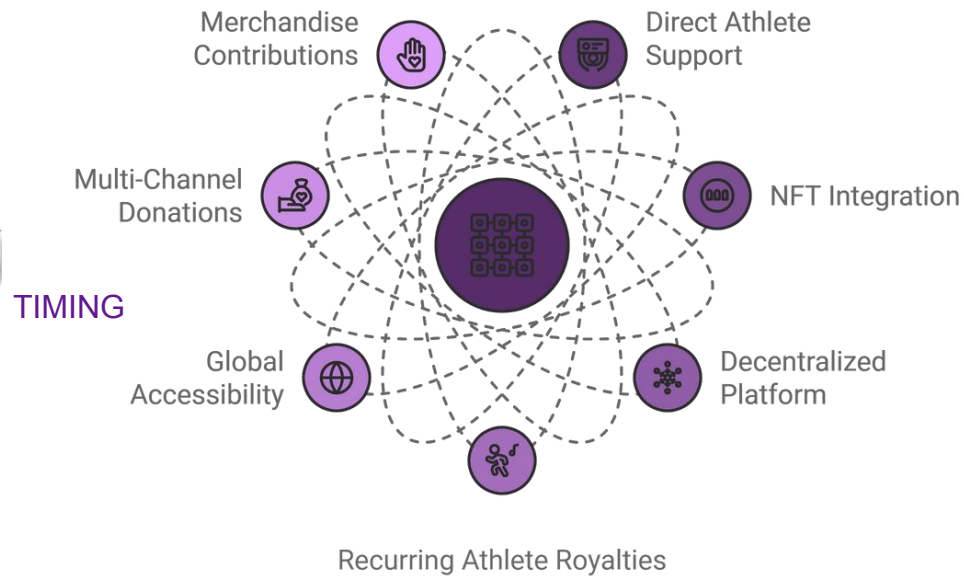 Merchandise
Contributions
Direct Athlete
Support
Multi-Channel
Donations
NFT Integration
TIMING
Global
Accessibility
Decentralized
Platform
Recurring Athlete Royalties